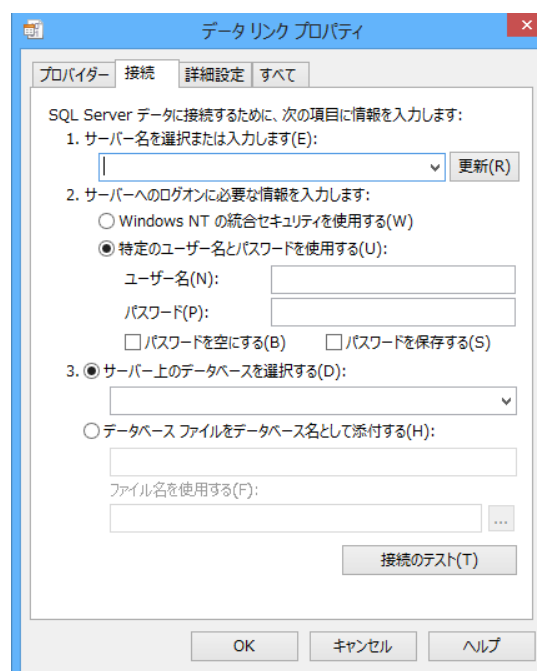 データ リンク プロパティ
プロバイダー 接続 詳細設定 すべて
SQL Server データに接続するために、次の項目に情報を入力します:
1. サーバー名を選択または入力します(E):
更新(R)
2. サーバーへのログオンに必要な情報を入力します:
Windows NT の統合セキュリティを使用する(W)
特定のユーザー名とパスワードを使用する(U):
ユーザー名(N):
パスワード(P):
パスワードを空にする(B) パスワードを保存する(S)
3. サーバー上のデータベースを選択する(D):
データベース ファイルをデータベース名として添付する(H):
ファイル名を使用する(F):
...
接続のテスト(T)
OK キャンセル ヘルプ